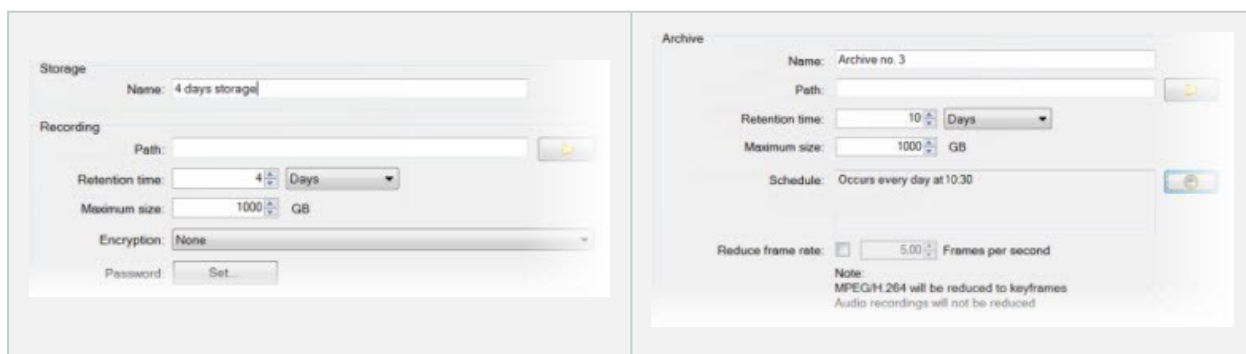 Storage
Name: 4 days storage
Recording
Path:
Retention time: 4 Days
Maximum size: 1000 GB
Encryption: None
Password: Set...
Archive
Name: Archive no. 3
Path:
Retention time: 10 Days
Maximum size: 1000 GB
Schedule: Occurs every day at 10:30
Reduce frame rate: 5.00 Frames per second
Note:
MPEG/H.264 will be reduced to keyframes
Audio recordings will not be reduced